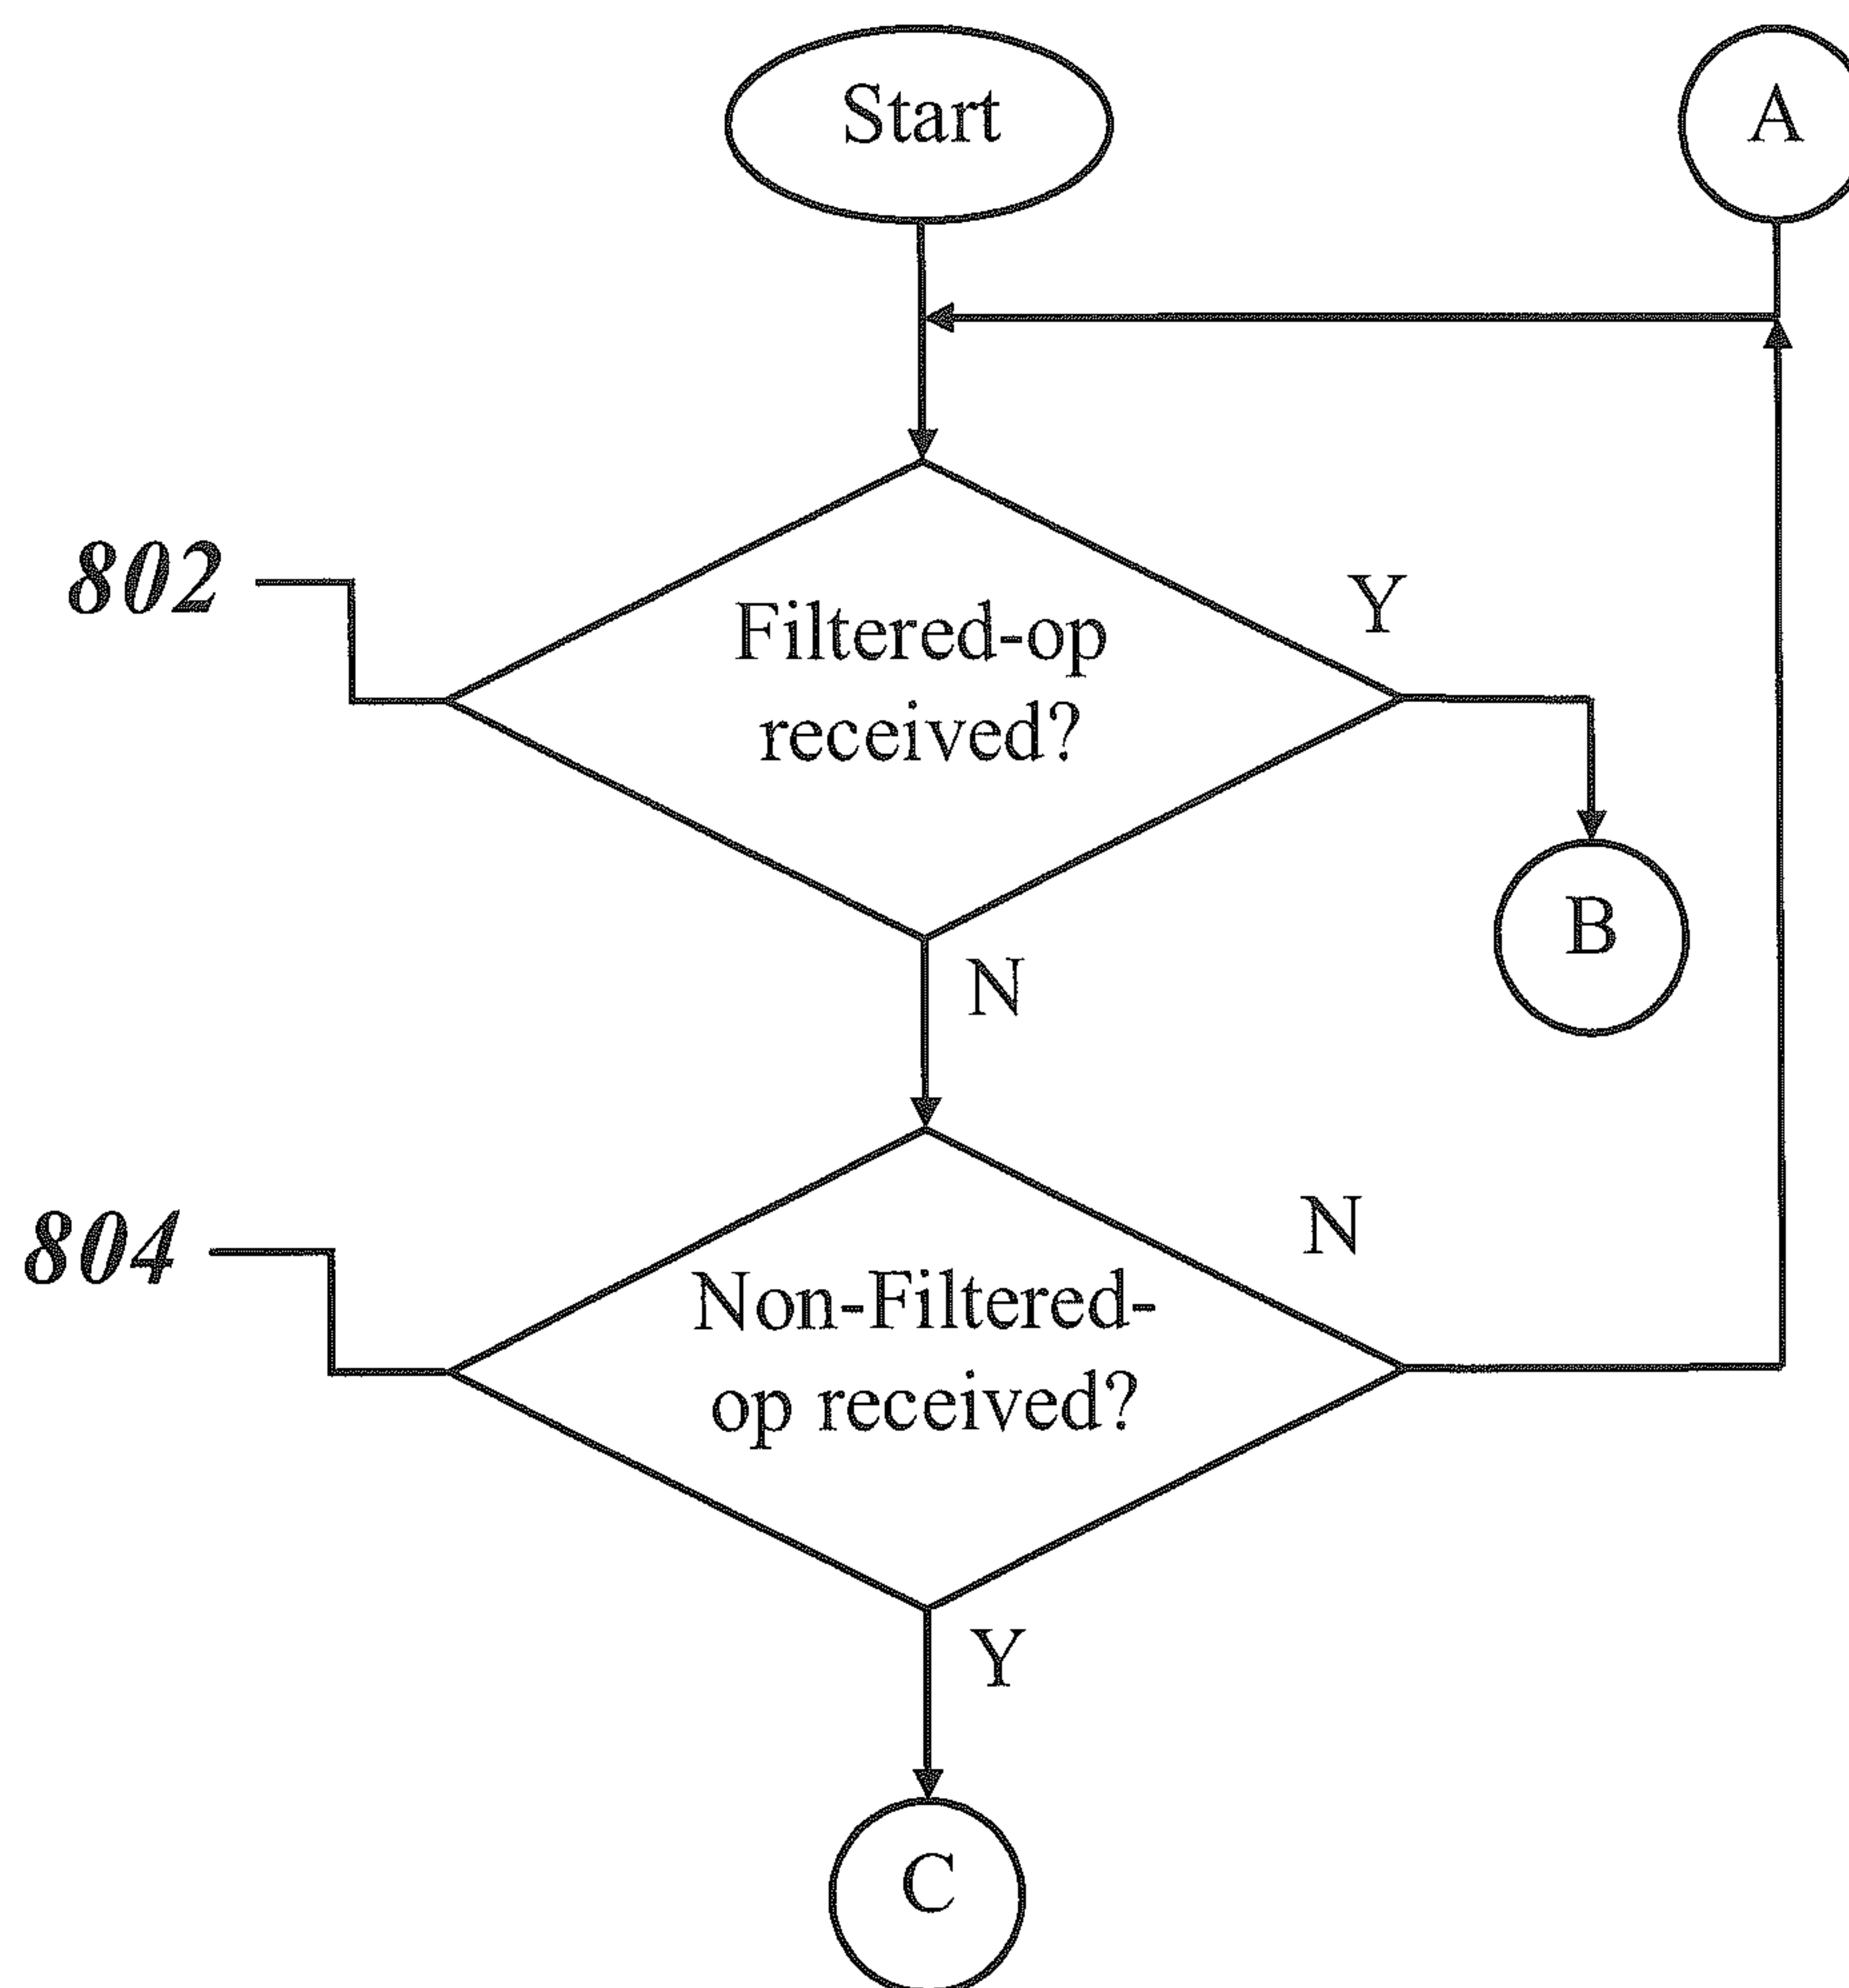 Start
A
802
Filtered-op
received?
Y
B
N
804
Non-Filtered-
op received?
N
Y
C